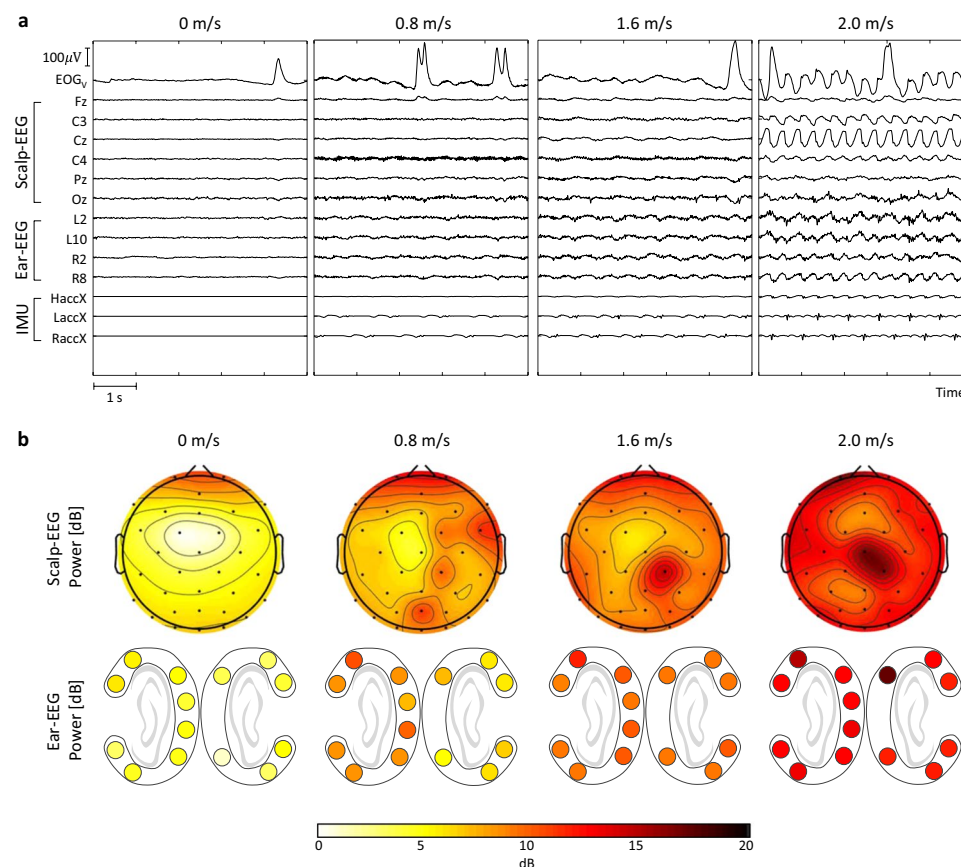 a
0 m/s 0.8 m/s 1.6 m/s 2.0 m/s
100μV
EOGv
Scalp-EEG
Fz
C3
Cz
C4
Pz
Oz
Ear-EEG
L2
L10
R2
R8
IMU
HaccX
LaccX
RaccX
1 s
Time
b
0 m/s 0.8 m/s 1.6 m/s 2.0 m/s
Scalp-EEG
Power [dB]
Ear-EEG
Power [dB]
0 5 10 15 20
dB